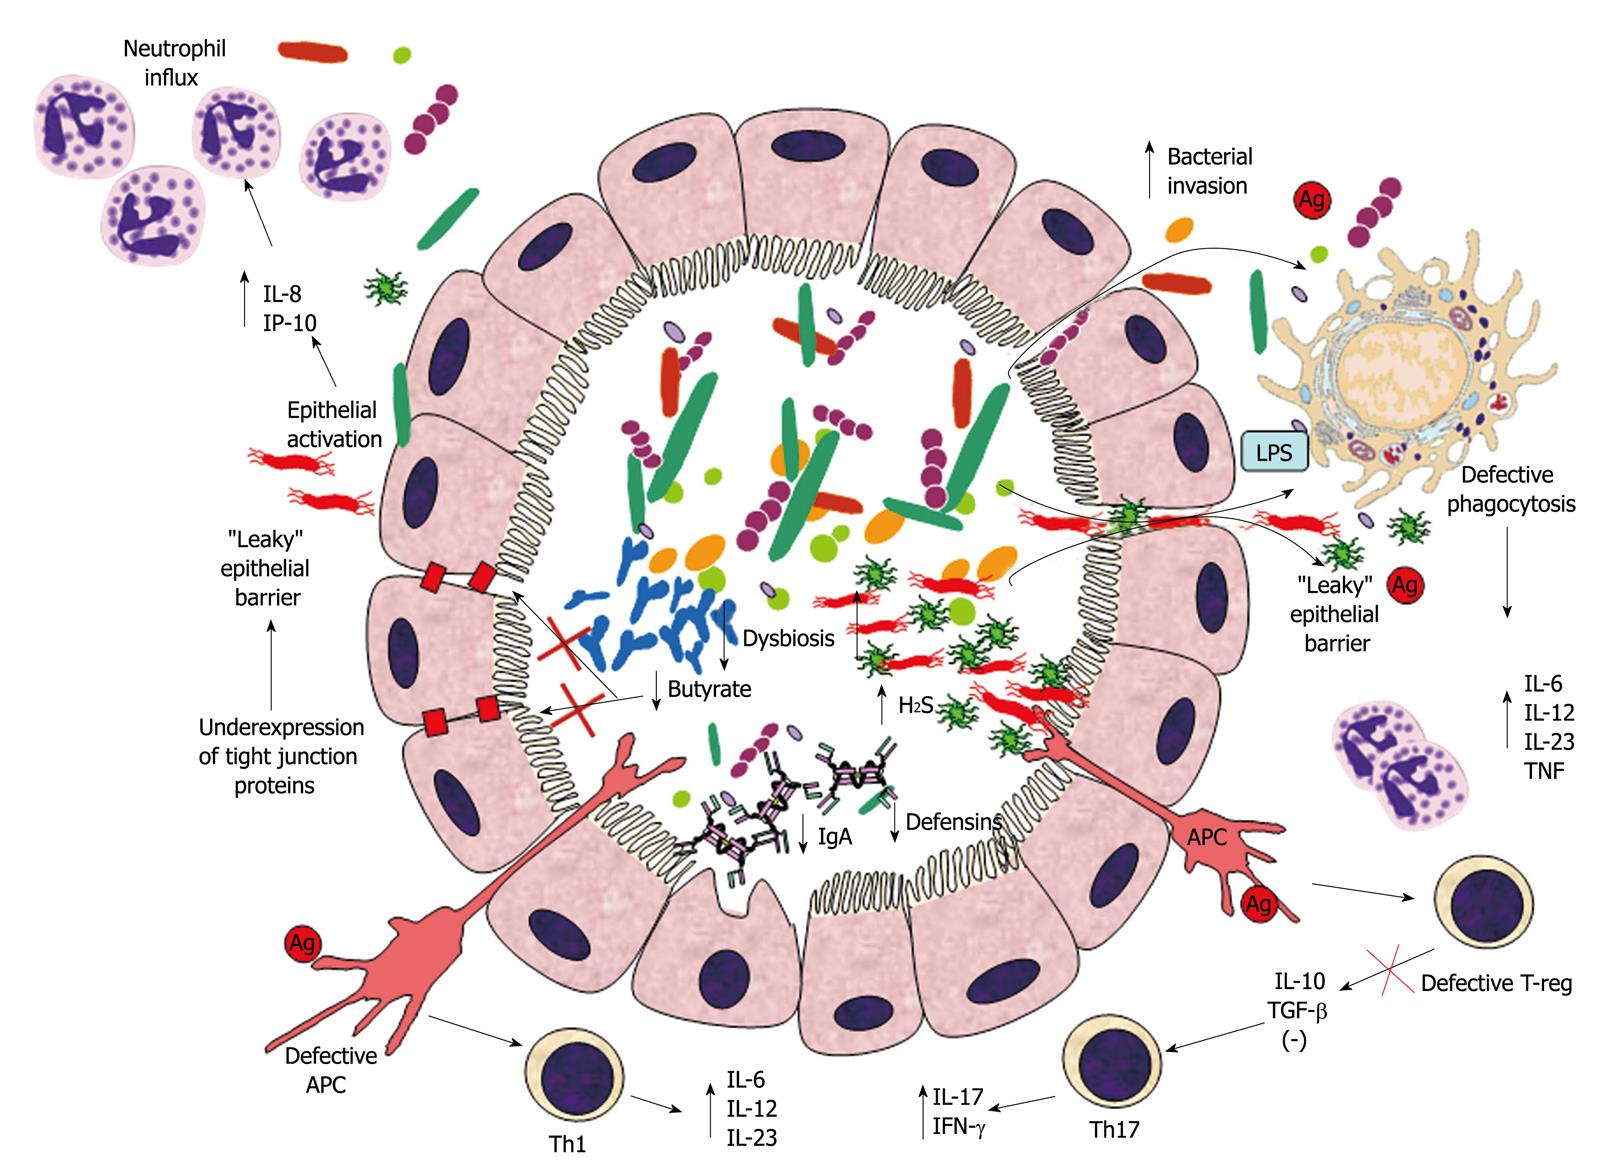 Neutrophil
influx
Bacterial
invasion
Ag
IL-8
IP-10
Epithelial
activation
LPS
Defective
phagocytosis
"Leaky"
epithelial
barrier
"Leaky"
epithelial
barrier
Ag
Dysbiosis
Butyrate
H2S
Underexpression
of tight junction
proteins
IL-6
IL-12
IL-23
TNF
IgA
Defensins
APC
Ag
Ag
Defective T-reg
IL-10
TGF-β
(-)
Defective
APC
Th1
IL-6
IL-12
IL-23
IL-17
IFN-γ
Th17